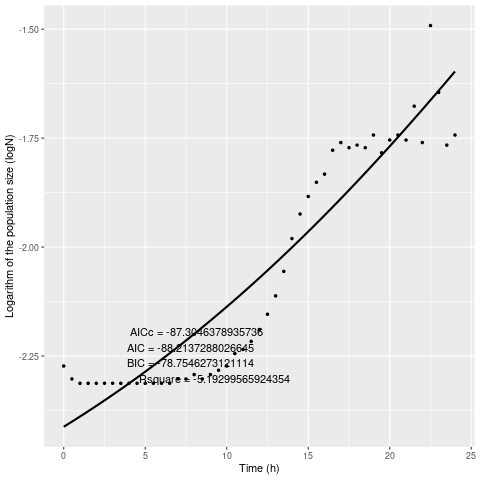 -1.50
-1.75
-2.00
-2.25
Logarithm of the population size (logN)
AICc = -87.3046378935736
AIC = -88.2137288026645
BIC = -78.7546273121114
Rsquare = -5.19299565924354
0 5 10 15 20 25
Time (h)